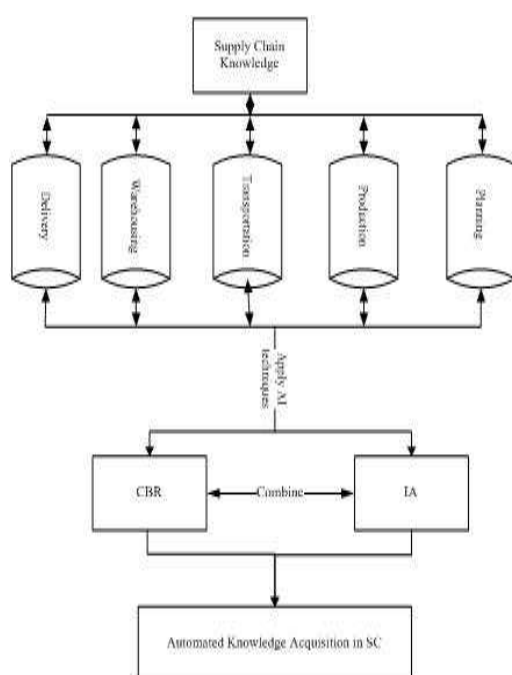 Supply Chain
Knowledge
Delivery
Warehousing
Transportation
Production
Planning
Apply AI
techniques
CBR
Combine
IA
Automated Knowledge Acquisition in SC